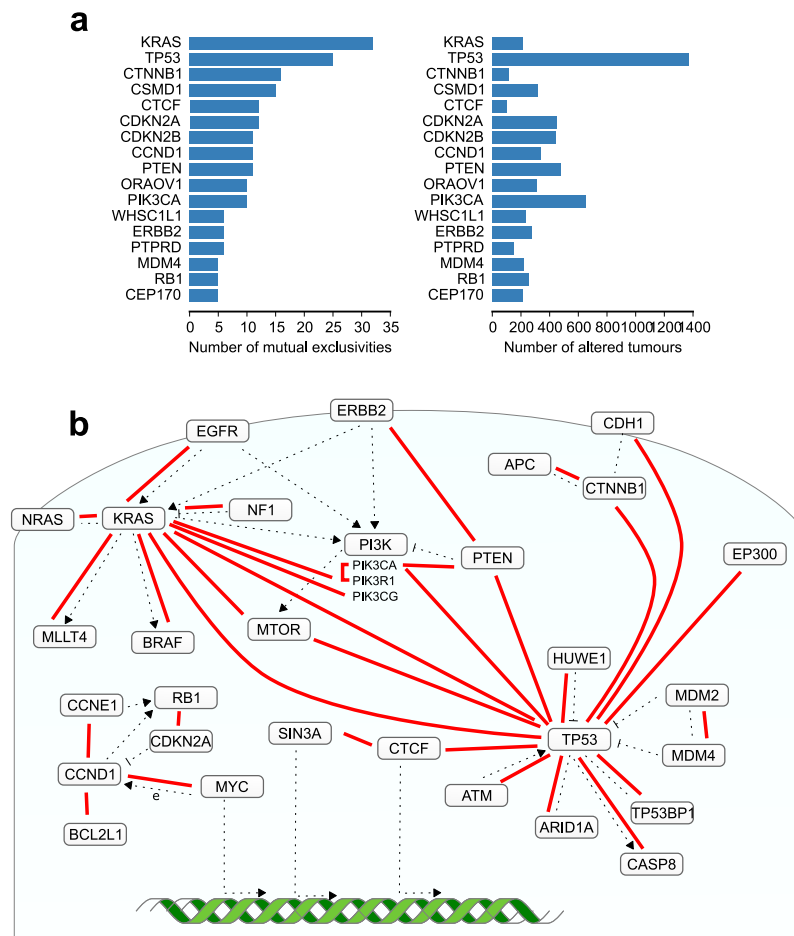 a
KRAS
TP53
CTNNB1
CSMD1
CTCF
CDKN2A
CDKN2B
CCND1
PTEN
ORAOV1
PIK3CA
WHSC1L1
ERBB2
PTPRD
MDM4
RB1
CEP170
0 5 10 15 20 25 30 35
Number of mutual exclusivities
KRAS
TP53
CTNNB1
CSMD1
CTCF
CDKN2A
CDKN2B
CCND1
PTEN
ORAOV1
PIK3CA
WHSC1L1
ERBB2
PTPRD
MDM4
RB1
CEP170
0 200 400 600 800 1000 1200 1400
Number of altered tumours
b
ERBB2
EGFR
CDH1
APC
CTNNB1
NRAS
KRAS
NF1
PI3K
PIK3CA
PIK3R1
PIK3CG
PTEN
EP300
MLLT4
BRAF
MTOR
HUWE1
CCNE1
RB1
CDKN2A
SIN3A
CTCF
TP53
MDM2
MDM4
CCND1
e
MYC
ATM
ARID1A
TP53BP1
BCL2L1
CASP8